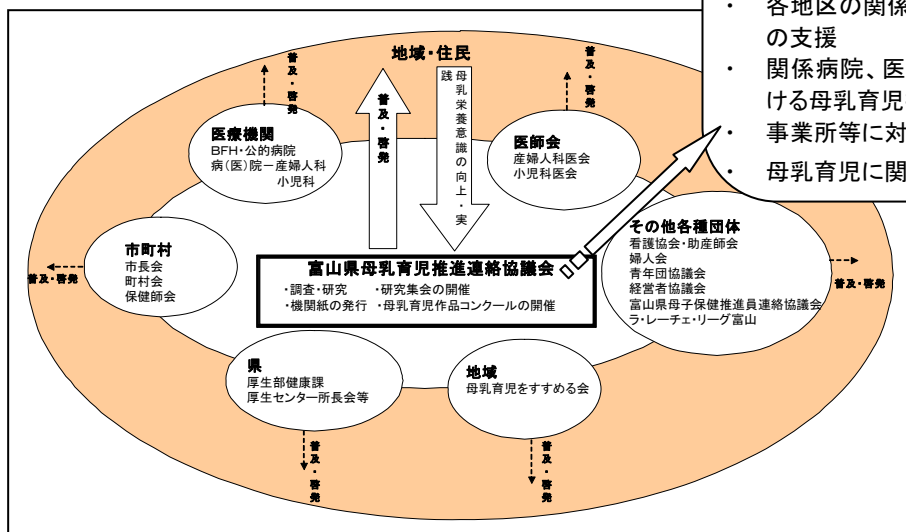 ・ 各地区の関係
の支援
・ 関係病院、医
ける母乳育児
・ 事業所等に対
・ 母乳育児に関
地域・住民
普及・啓発
普及・啓発
母乳栄養意識の向上・実践
普及・啓発
医療機関
BFH・公的病院
病(医)院－産婦人科
小児科
医師会
産婦人科医会
小児科医会
市町村
市長会
町村会
保健師会
普及・啓発
その他各種団体
看護協会・助産師会
婦人会
青年団協議会
経営者協議会
富山県母子保健推進員連絡協議会
ラ・レーチェ・リーグ富山
普及・啓発
富山県母乳育児推進連絡協議会
・調査・研究 ・研究集会の開催
・機関紙の発行 ・母乳育児作品コンクールの開催
県
厚生部健康課
厚生センター所長会等
地域
母乳育児をすすめる会
普及・啓発
普及・啓発